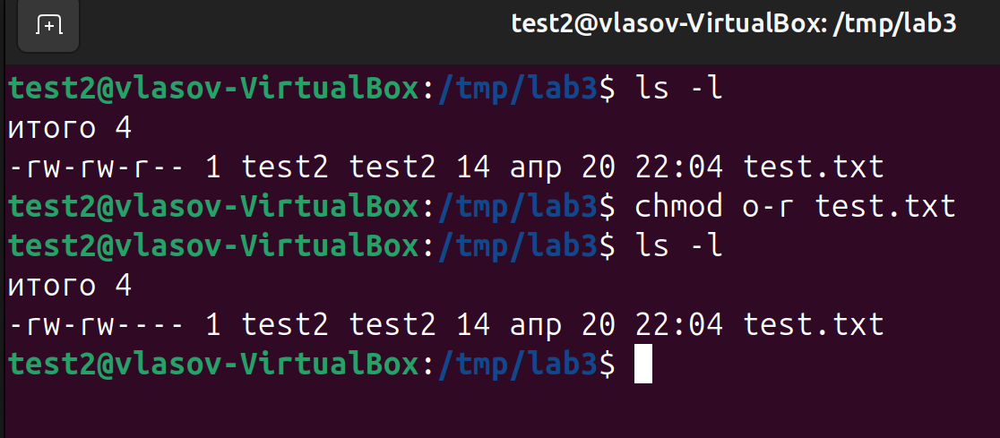 test2@vlasov-VirtualBox: /tmp/lab3
test2@vlasov-VirtualBox:/tmp/lab3$ ls -l
итого 4
-rw-rw-r-- 1 test2 test2 14 апр 20 22:04 test.txt
test2@vlasov-VirtualBox:/tmp/lab3$ chmod o-r test.txt
test2@vlasov-VirtualBox:/tmp/lab3$ ls -l
итого 4
-rw-rw---- 1 test2 test2 14 апр 20 22:04 test.txt
test2@vlasov-VirtualBox:/tmp/lab3$